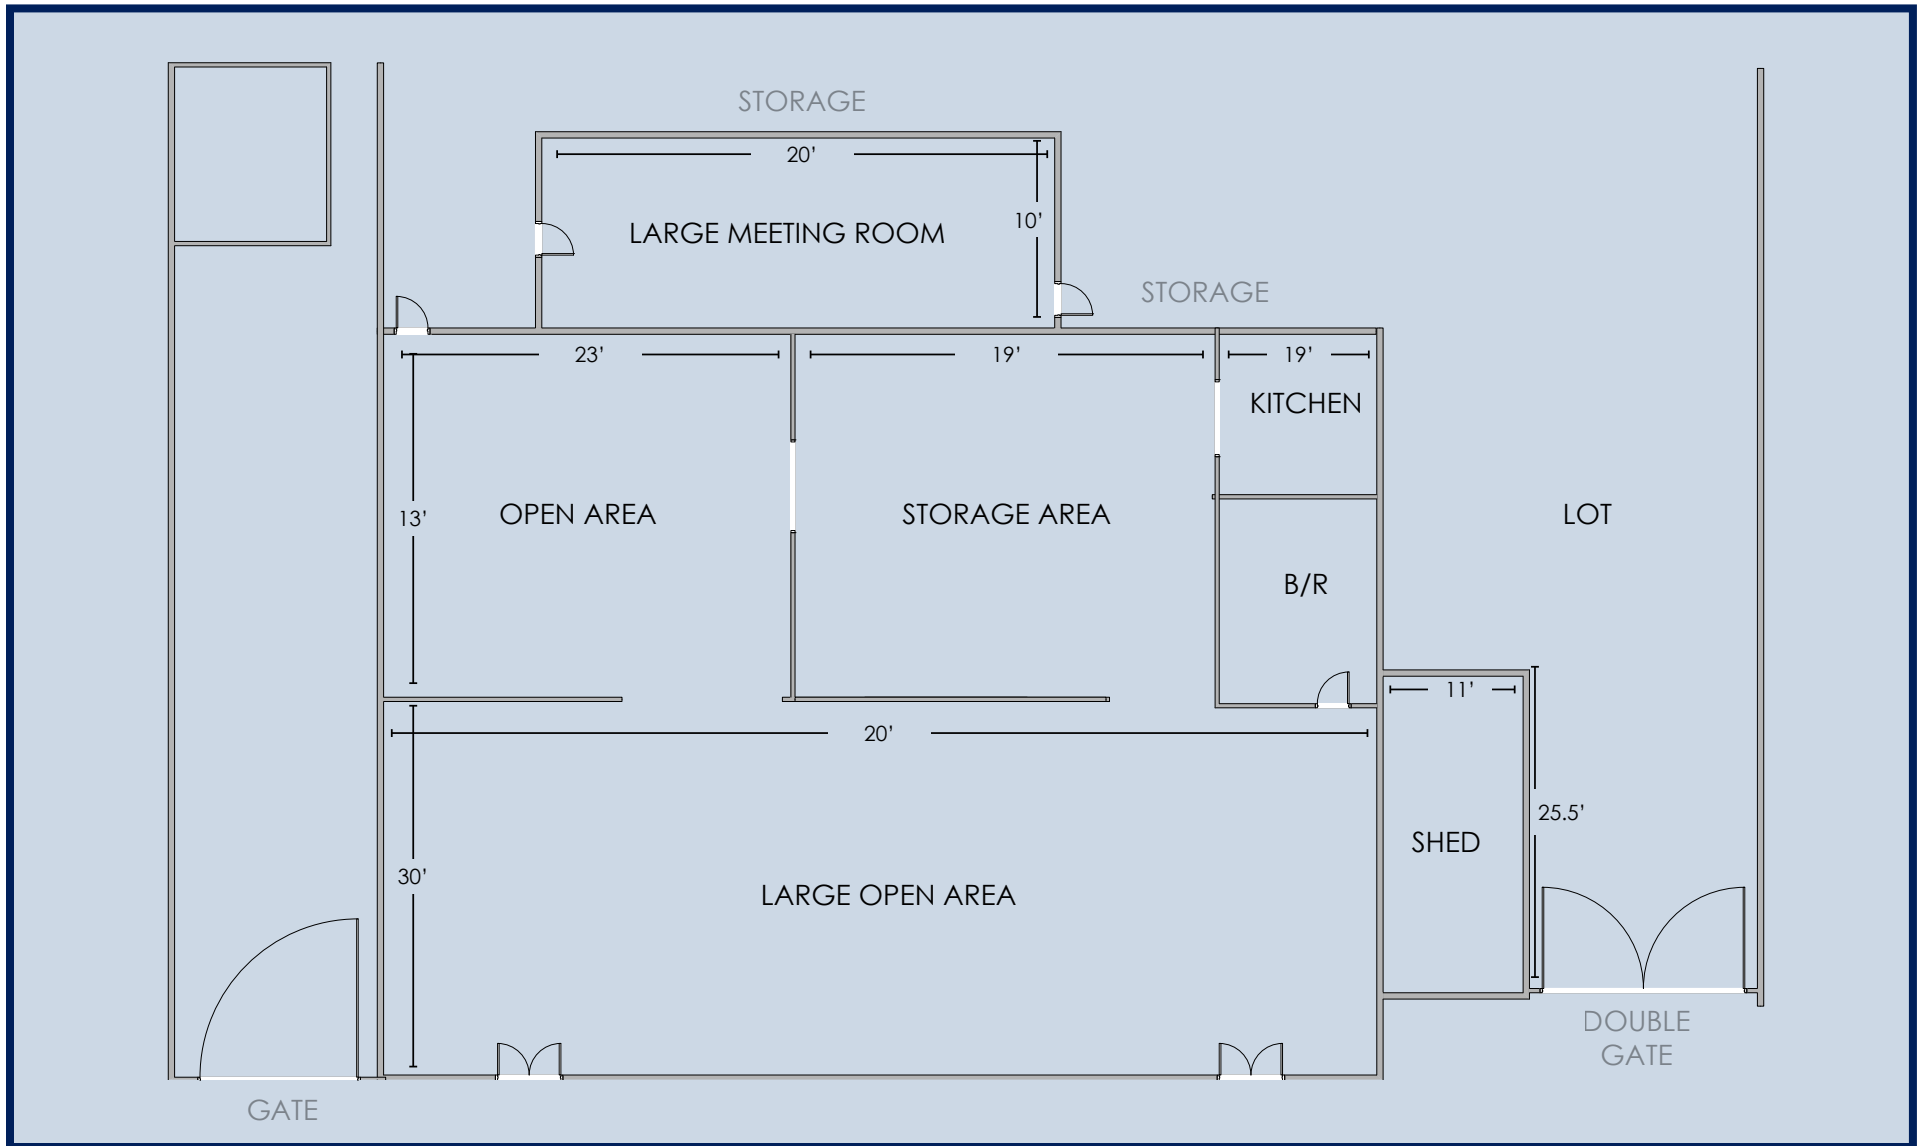 STORAGE
20’
10’
LARGE MEETING ROOM
STORAGE
23’
19’
19’
KITCHEN
13’
OPEN AREA
STORAGE AREA
LOT
B/R
11’
20’
25.5’
SHED
30’
LARGE OPEN AREA
DOUBLE
GATE
GATE